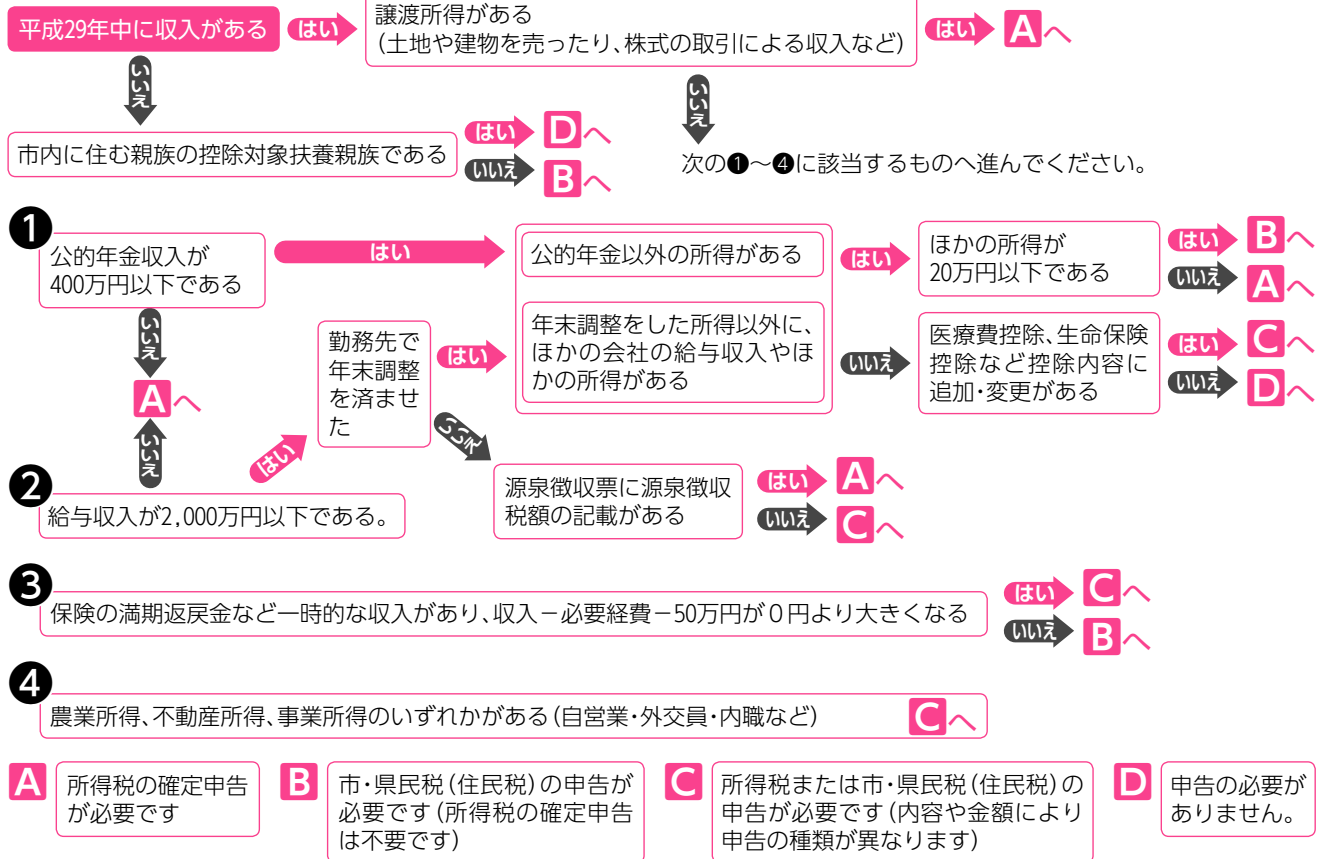 平成29年中に収入がある
はい
譲渡所得がある
(土地や建物を売ったり、株式の取引による収入など)
はい
Aへ
いいえ
いいえ
市内に住む親族の控除対象扶養親族である
はい
Dへ
いいえ
Bへ
次の❶～❹に該当するものへ進んでください。
❶
公的年金収入が
400万円以下である
はい
公的年金以外の所得がある
はい
ほかの所得が
20万円以下である
はい
Bへ
いいえ
Aへ
いいえ
Aへ
いいえ
勤務先で
年末調整
を済ませ
た
はい
年末調整をした所得以外に、
ほかの会社の給与収入やほ
かの所得がある
いいえ
医療費控除、生命保険
控除など控除内容に
追加・変更がある
はい
Cへ
いいえ
Dへ
❷
給与収入が2,000万円以下である。
はい
いいえ
源泉徴収票に源泉徴収
税額の記載がある
はい
Aへ
いいえ
Cへ
❸
保険の満期返戻金など一時的な収入があり、収入－必要経費－50万円が０円より大きくなる
はい
Cへ
いいえ
Bへ
❹
農業所得、不動産所得、事業所得のいずれかがある(自営業・外交員・内職など)
Cへ
A
所得税の確定申告
が必要です
B
市・県民税(住民税)の申告が
必要です(所得税の確定申告
は不要です)
C
所得税または市・県民税(住民税)の
申告が必要です(内容や金額により
申告の種類が異なります)
D
申告の必要が
ありません。